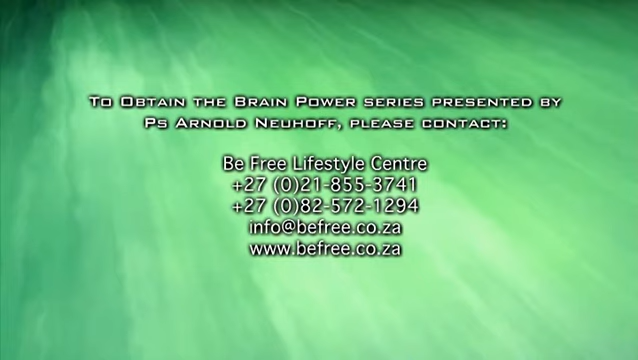 To Obtain the Brain Power series presented by
Ps Arnold Neuhoff, please contact:
Be Free Lifestyle Centre
+27 (0)21-855-3741
+27 (0)82-572-1294
info@befree.co.za
www.befree.co.za